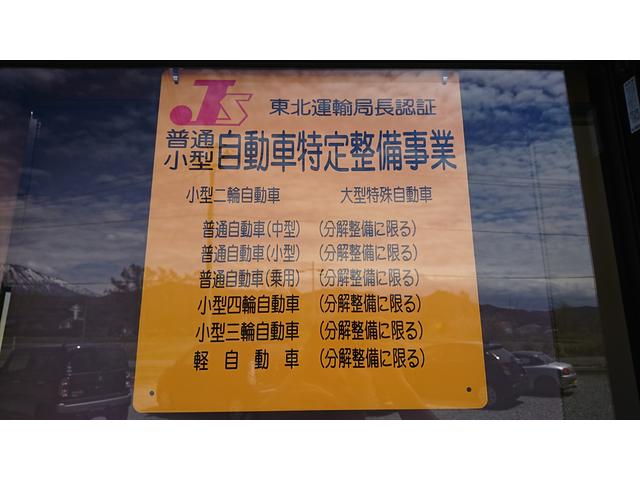 JS 東北運輸局長認証
普通
小型
自動車特定整備事業
小型二輪自動車 大型特殊自動車
普通自動車(中型) (分解整備に限る)
普通自動車(小型) (分解整備に限る)
普通自動車(乗用) (分解整備に限る)
小型四輪自動車 (分解整備に限る)
小型三輪自動車 (分解整備に限る)
軽自動車 (分解整備に限る)